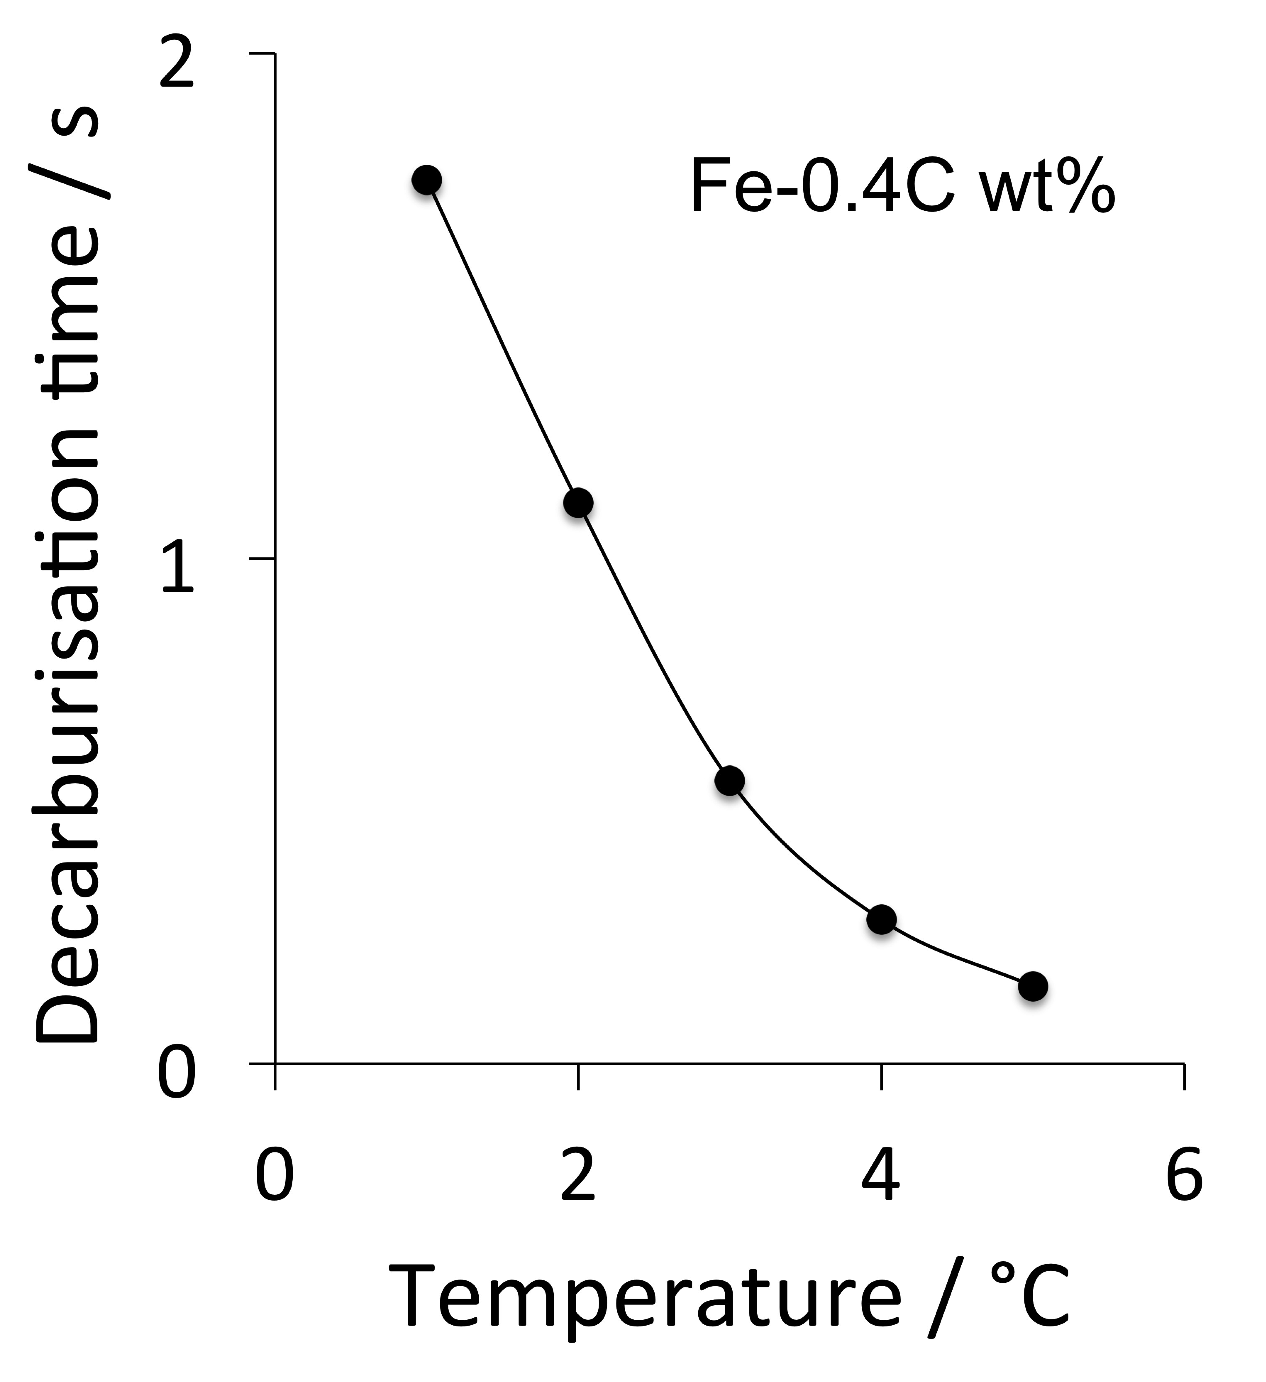 2
Fe-0.4C wt%
Decarburisation time / s
1
0
0 2 4 6
Temperature / °C